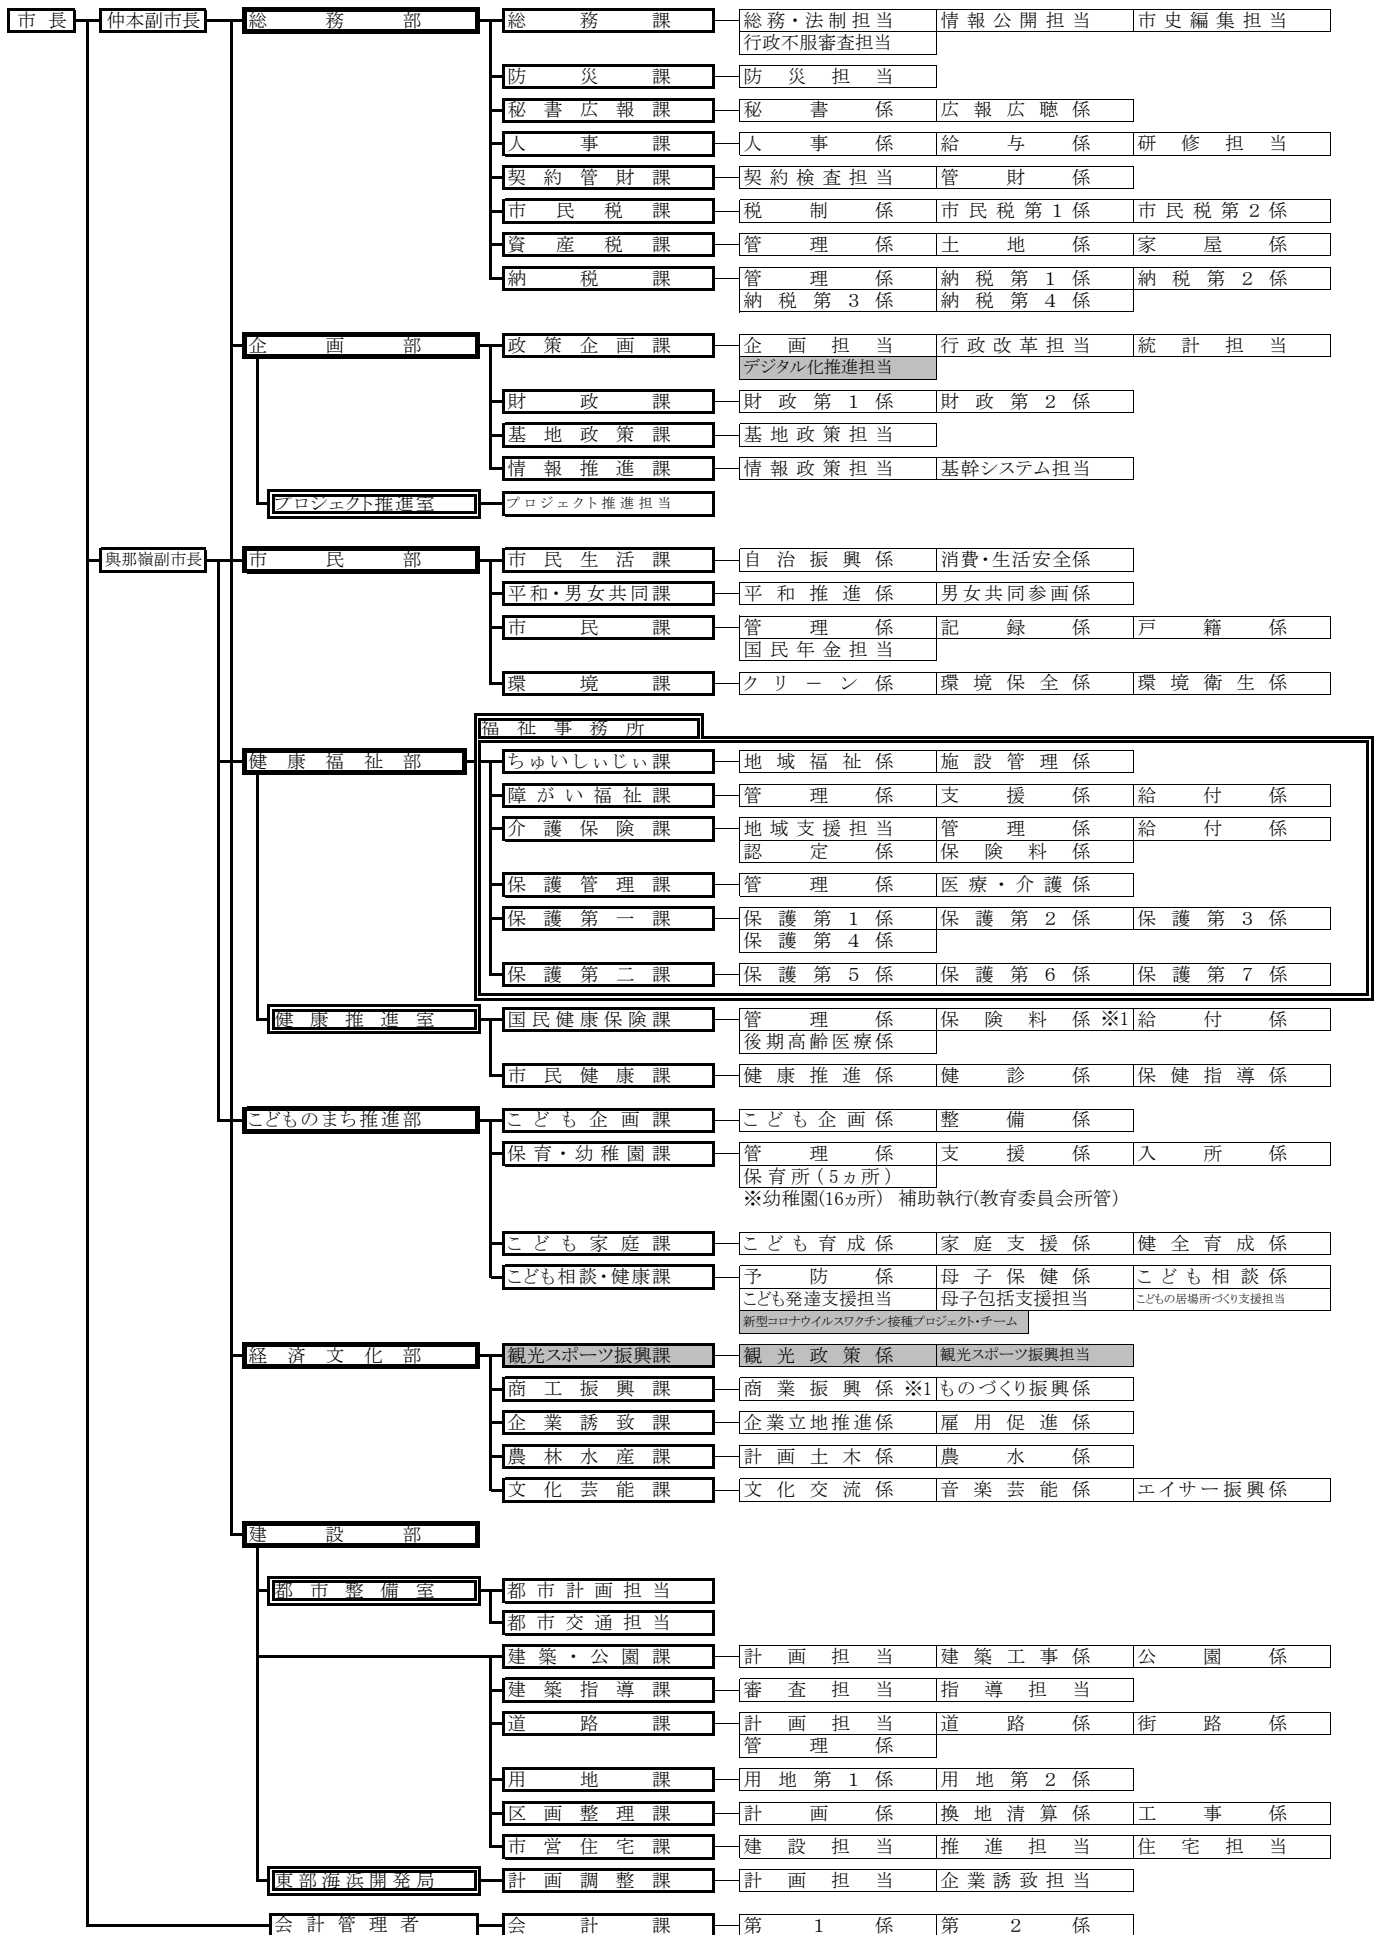 市長 仲本副市長 総務部 総務課 総務・法制担当 情報公開担当 市史編集担当
行政不服審査担当
防災課 防災担当
秘書広報課 秘書係 広報広聴係
人事課 人事係 給与係 研修担当
契約管財課 契約検査担当 管財係
市民税課 税制係 市民税第1係 市民税第2係
資産税課 管理係 土地係 家屋係
納税課 管理係 納税第1係 納税第2係
納税第3係 納税第4係
企画部 政策企画課 企画担当 行政改革担当 統計担当
デジタル化推進担当
財政課 財政第1係 財政第2係
基地政策課 基地政策担当
情報推進課 情報政策担当 基幹システム担当
プロジェクト推進室 プロジェクト推進担当
與那嶺副市長 市民部 市民生活課 自治振興係 消費・生活安全係
平和・男女共同課 平和推進係 男女共同参画係
市民課 管理係 記録係 戸籍係
国民年金担当
環境課 クリーン係 環境保全係 環境衛生係
福祉事務所
健康福祉部 ちゅいしぃじぃ課 地域福祉係 施設管理係
障がい福祉課 管理係 支援係 給付係
介護保険課 地域支援担当 管理係 給付係
認定係 保険料係
保護管理課 管理係 医療・介護係
保護第一課 保護第1係 保護第2係 保護第3係
保護第4係
保護第二課 保護第5係 保護第6係 保護第7係
健康推進室 国民健康保険課 管理係 保険料係 ※1 給付係
後期高齢医療係
市民健康課 健康推進係 健診係 保健指導係
こどものまち推進部 こども企画課 こども企画係 整備係
保育・幼稚園課 管理係 支援係 入所係
保育所(5ヵ所)
※幼稚園(16ヵ所) 補助執行(教育委員会所管)
こども家庭課 こども育成係 家庭支援係 健全育成係
こども相談・健康課 予防係 母子保健係 こども相談係
こども発達支援担当 母子包括支援担当 こどもの居場所づくり支援担当
新型コロナウイルスワクチン接種プロジェクト・チーム
経済文化部 観光スポーツ振興課 観光政策係 観光スポーツ振興担当
商工振興課 商業振興係 ※1 ものづくり振興係
企業誘致課 企業立地推進係 雇用促進係
農林水産課 計画土木係 農水係
文化芸能課 文化交流係 音楽芸能係 エイサー振興係
建設部
都市整備室 都市計画担当
都市交通担当
建築・公園課 計画担当 建築工事係 公園係
建築指導課 審査担当 指導担当
道路課 計画担当 道路係 街路係
管理係
用地課 用地第1係 用地第2係
区画整理課 計画係 換地清算係 工事係
市営住宅課 建設担当 推進担当 住宅担当
東部海浜開発局 計画調整課 計画担当 企業誘致担当
会計管理者 会計課 第1係 第2係